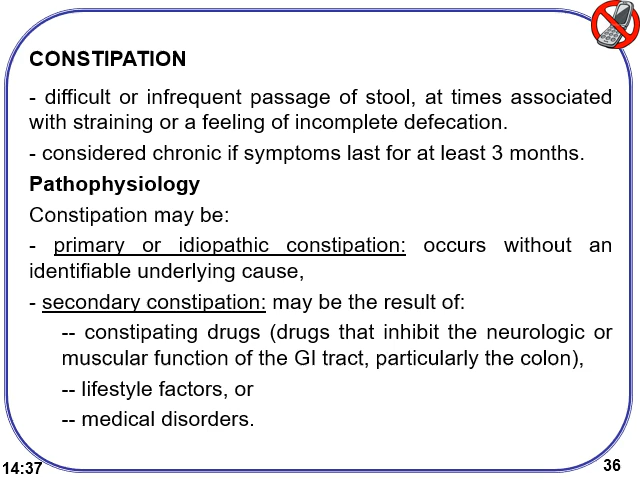 CONSTIPATION
- difficult or infrequent passage of stool, at times associated
with straining or a feeling of incomplete defecation.
- considered chronic if symptoms last for at least 3 months.
Pathophysiology
Constipation may be:
- primary or idiopathic constipation: occurs without an
identifiable underlying cause,
- secondary constipation: may be the result of:
-- constipating drugs (drugs that inhibit the neurologic or
muscular function of the GI tract, particularly the colon),
-- lifestyle factors, or
-- medical disorders.
14:37
36